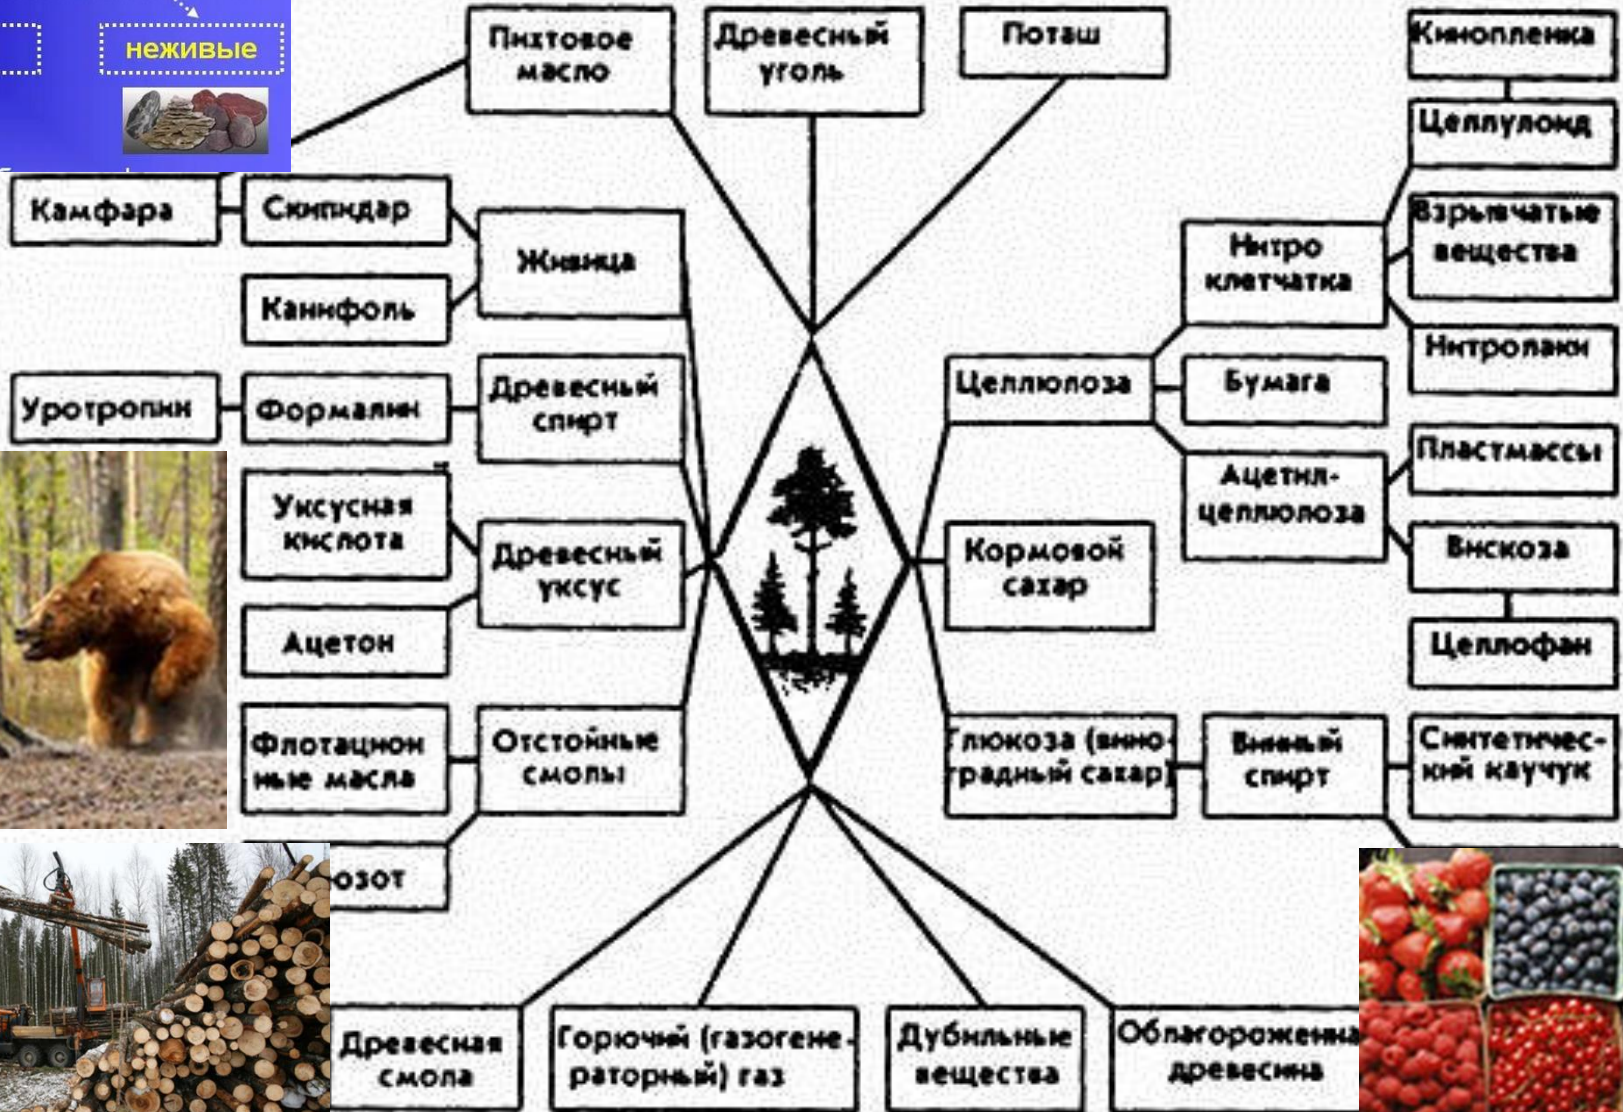 неживые
Пихтовое
масло
Древесный
уголь
Поташ
Кинопленка
Целлулоид
Взрывчатые
вещества
Нитро
клетчатка
Нитролаки
Камфара
Скипидар
Живица
Канифоль
Целлюлоза
Бумага
Уротропин
Формалин
Древесный
спирт
Ацетил-
целлюлоза
Пластмассы
Вискоза
Целлофан
Уксусная
кислота
Древесный
уксус
Ацетон
Кормовой
сахар
Флотацион
ные масла
Отстойные
смолы
Глюкоза (вино-
градный сахар)
Винный
спирт
Синтетичес-
кий каучук
озот
Древесная
смола
Горючий (газогене-
раторный) газ
Дубильные
вещества
Облагороженна
древесина